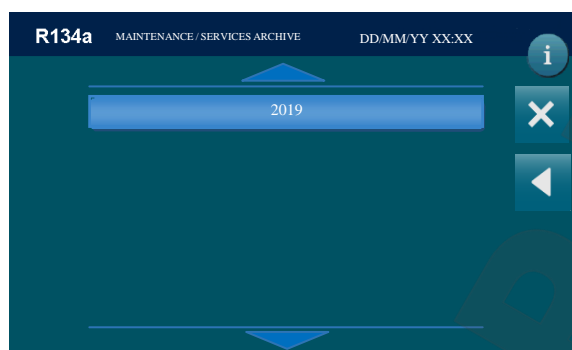 R134a MAINTENANCE / SERVICES ARCHIVE DD/MM/YY XX:XX
i
2019